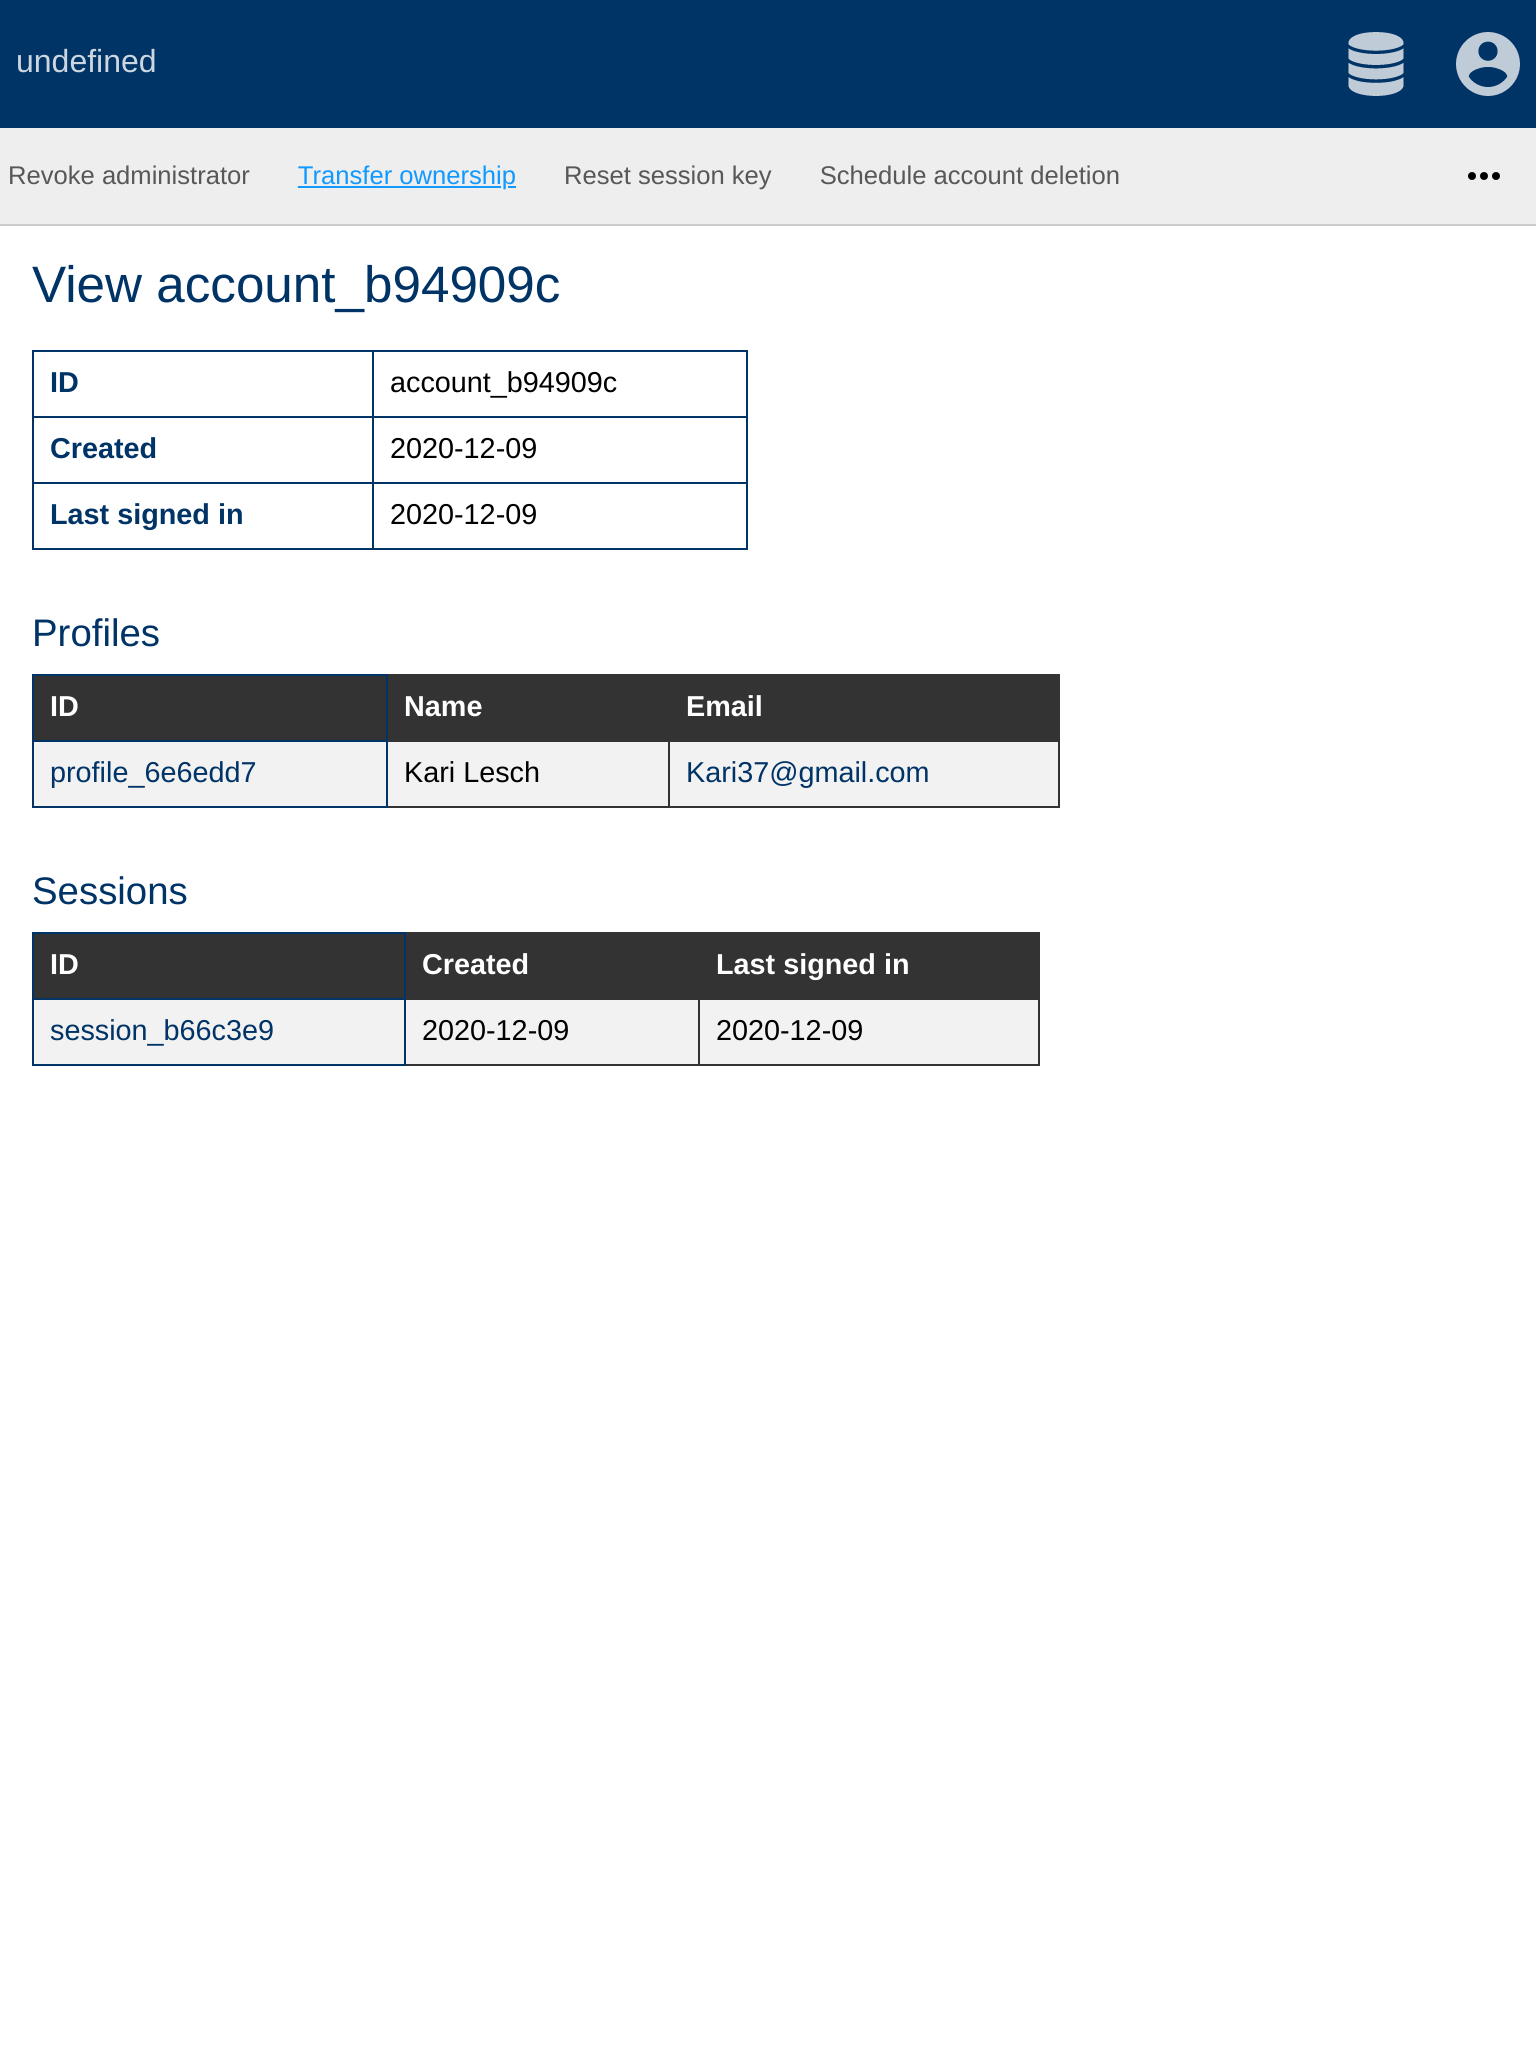 undefined
Revoke administrator Transfer ownership Reset session key Schedule account deletion
View account_b94909c
ID account_b94909c
Created 2020-12-09
Last signed in 2020-12-09
Profiles
ID Name Email
profile_6e6edd7 Kari Lesch Kari37@gmail.com
Sessions
ID Created Last signed in
session_b66c3e9 2020-12-09 2020-12-09